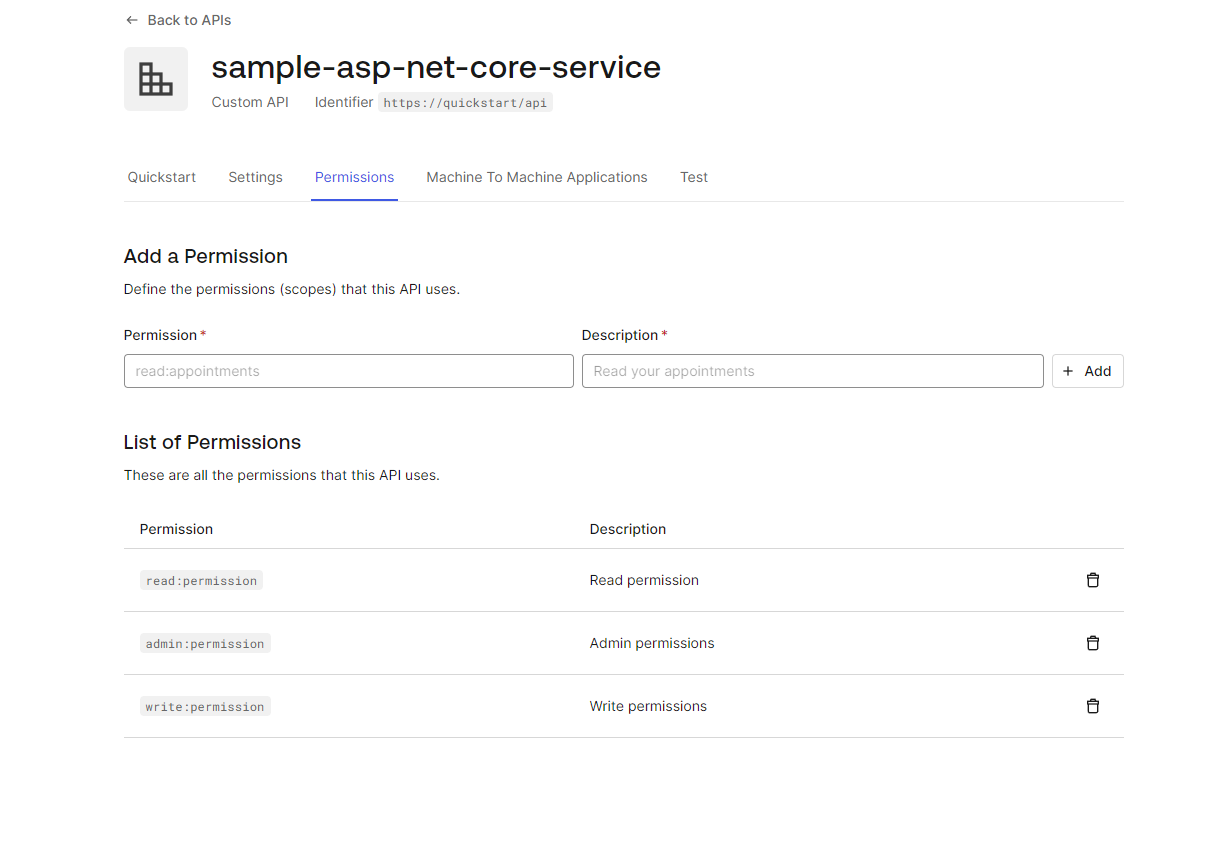 Back to APIs
sample-asp-net-core-service
Custom API Identifier https://quickstart/api
Quickstart Settings Permissions Machine To Machine Applications Test
Add a Permission
Define the permissions (scopes) that this API uses.
Permission * Description *
read:appointments Read your appointments + Add
List of Permissions
These are all the permissions that this API uses.
Permission Description
read:permission Read permission
admin:permission Admin permissions
write:permission Write permissions